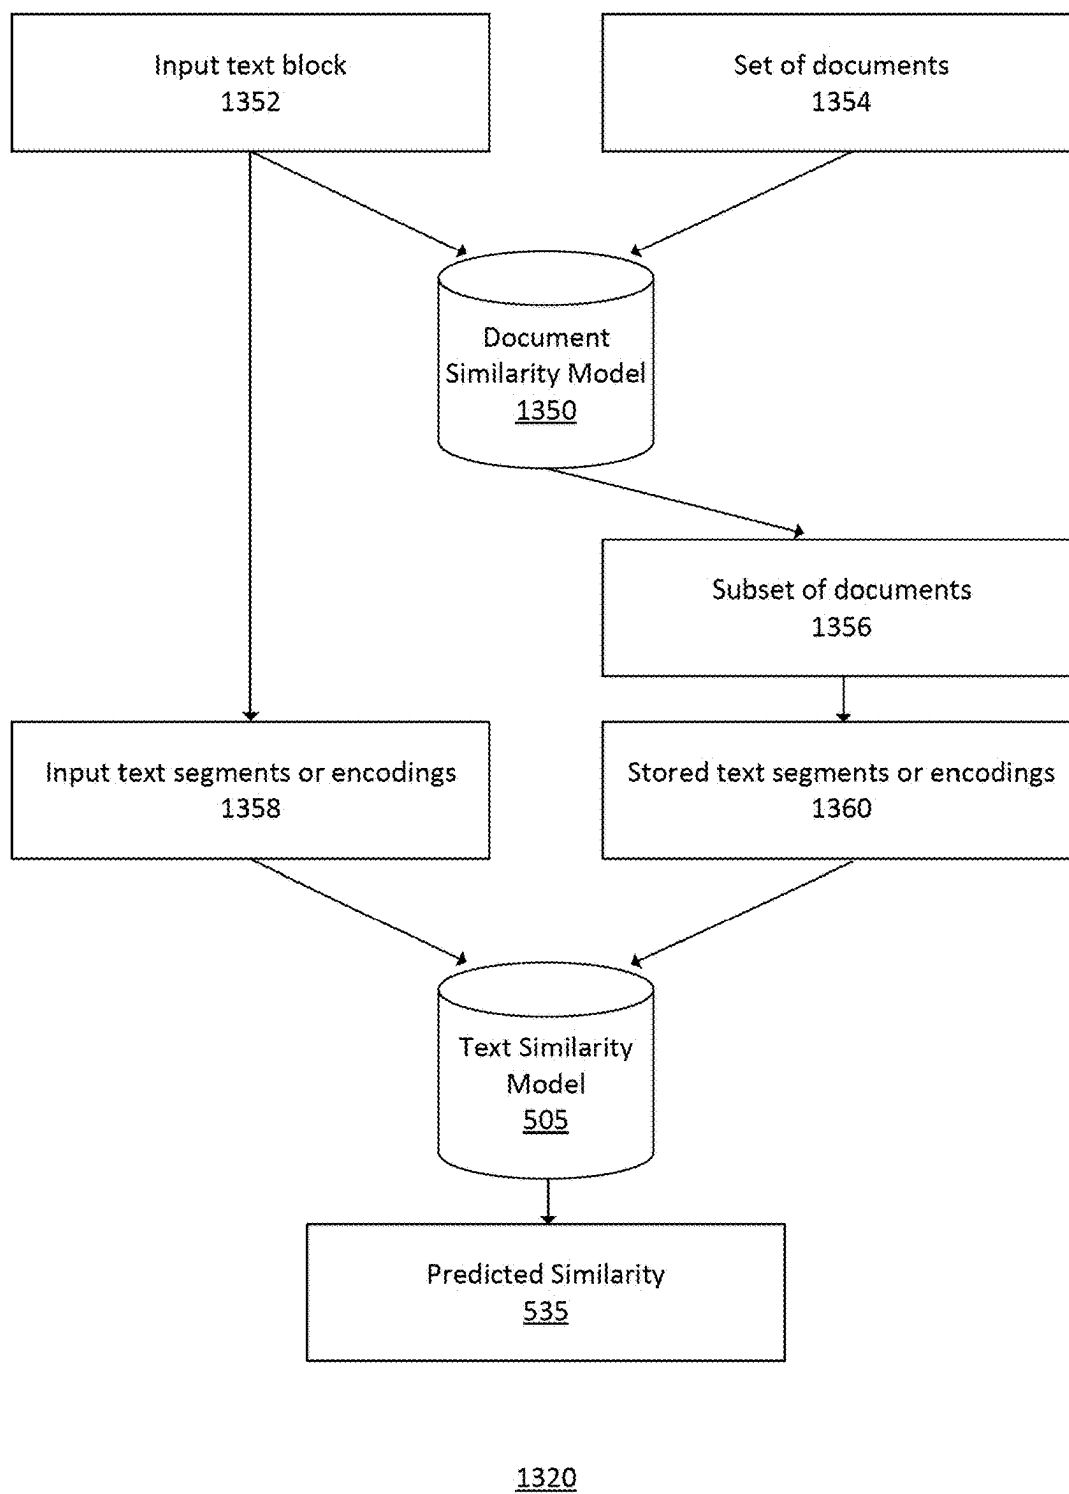 Input text block
1352
Set of documents
1354
Document
Similarity Model
1350
Subset of documents
1356
Input text segments or encodings
1358
Stored text segments or encodings
1360
Text Similarity
Model
505
Predicted Similarity
535
1320